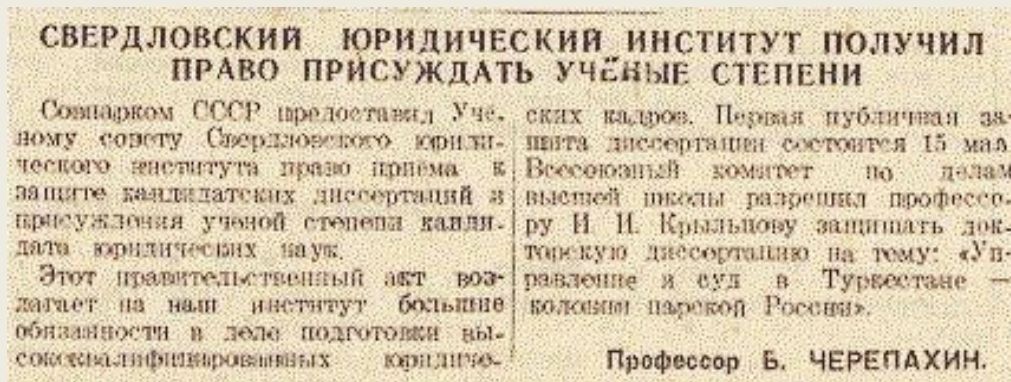 СВЕРДЛОВСКИЙ ЮРИДИЧЕСКИЙ ИНСТИТУТ ПОЛУЧИЛ
ПРАВО ПРИСУЖДАТЬ УЧЁНЫЕ СТЕПЕНИ
Совнарком СССР предоставил Учё-
ному совету Свердловского юриди-
ческого института право приёма к
защите кандидатских диссертаций и
присуждения ученой степени канди-
дата юридических наук.
Этот правительственный акт воз-
лагает на наш институт большие
обязанности в деле подготовки вы-
сококвалифицированных юридиче-
ских кадров. Первая публичная за-
щита диссертации состоится 15 мая.
Всесоюзный комитет по делам
высшей школы разрешил профессо-
ру И. И. Крыльцову защищать док-
торскую диссертацию на тему: «Уп-
равление и суд в Туркестане —
колонии царской России».
Профессор Б. ЧЕРЕПАХИН.